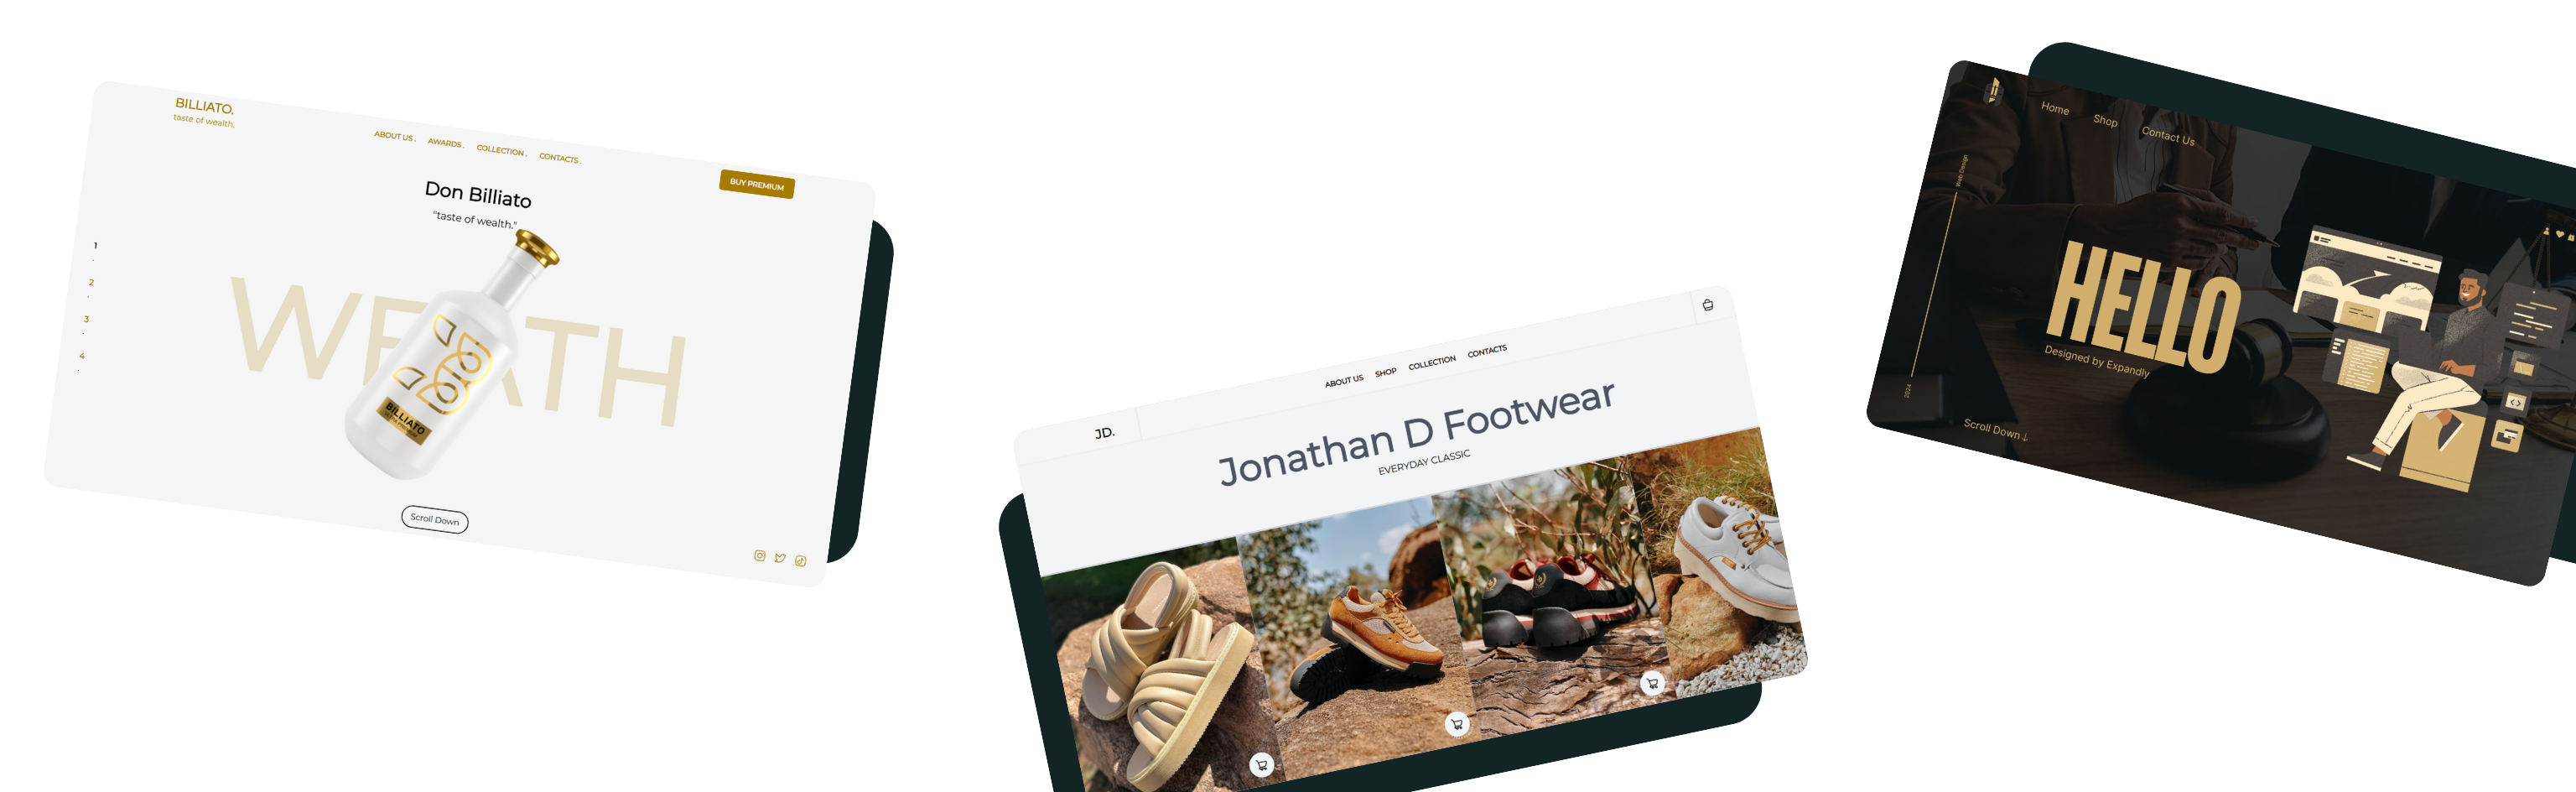 BILLIATO.
taste of wealth.
ABOUT US .
AWARDS .
COLLECTION .
CONTACTS .
BUY PREMIUM
Don Billiato
"taste of wealth."
1
2
3
4
WEATH
BILLIATO
Scroll Down
JD.
ABOUT US
SHOP
COLLECTION
CONTACTS
Jonathan D Footwear
EVERYDAY CLASSIC
Home
Shop
Contact Us
Web Design
2024
HELLO
Designed by Expandly
Scroll Down↓